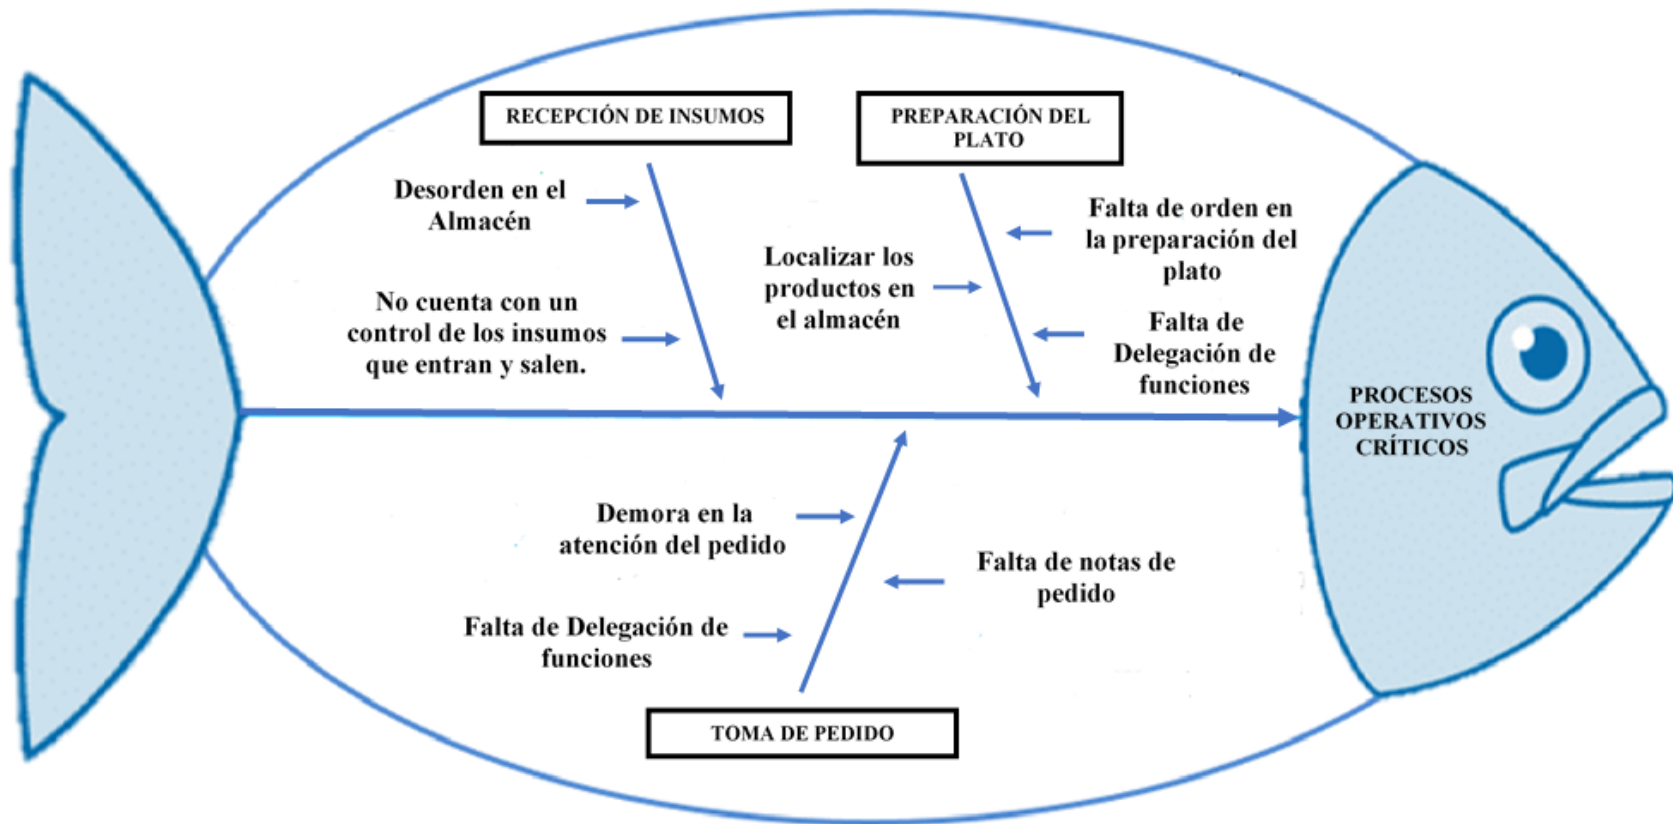 RECEPCIÓN DE INSUMOS
PREPARACIÓN DEL
PLATO
Desorden en el
Almacén
No cuenta con un
control de los insumos
que entran y salen.
Localizar los
productos en
el almacén
Falta de orden en
la preparación del
plato
Falta de
Delegación de
funciones
PROCESOS
OPERATIVOS
CRÍTICOS
Demora en la
atención del pedido
Falta de notas de
pedido
Falta de Delegación de
funciones
TOMA DE PEDIDO